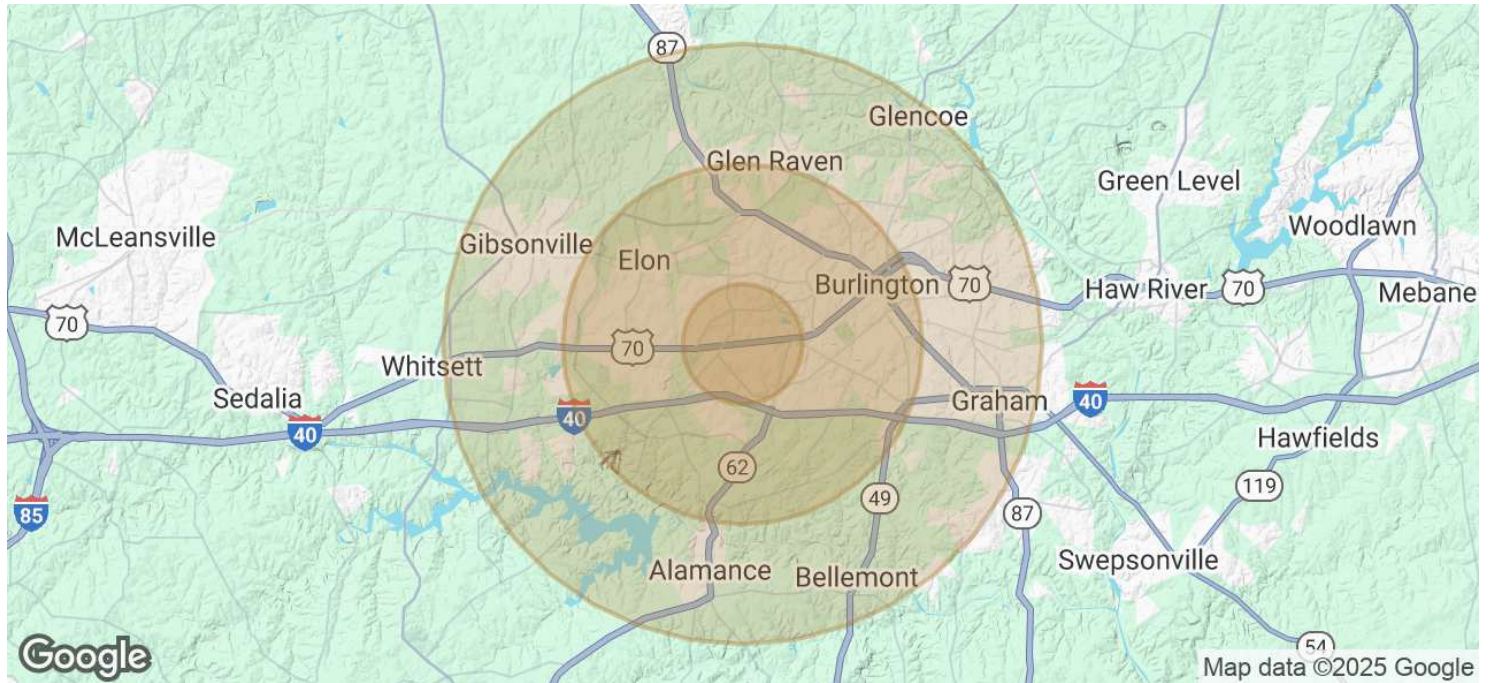 87
Glencoe
Glen Raven
Green Level
Woodlawn
McLeansville
Gibsonville
Elon
Burlington
70
Haw River
70
Mebane
70
70
Whitsett
Sedalia
Graham
40
40
40
Hawfields
62
119
49
85
87
Swepsonville
Alamance
Bellemont
54
Google
Map data ©2025 Google